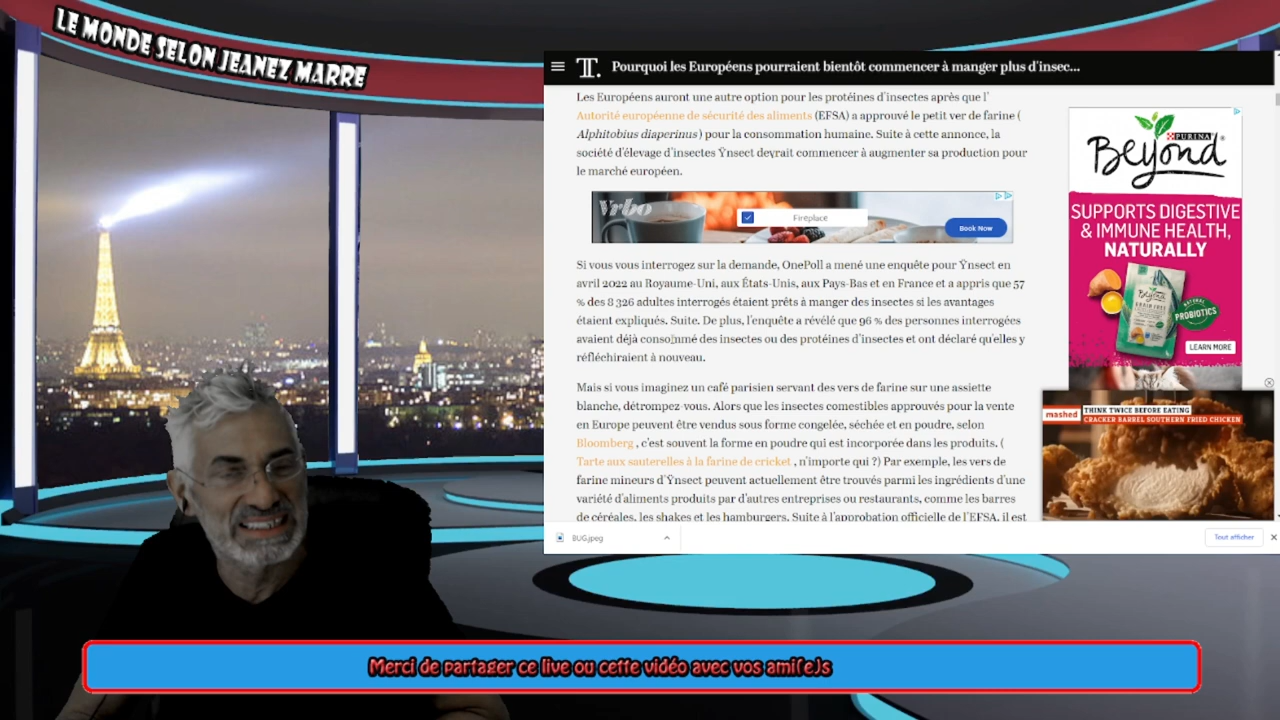 LE MONDE SELON JEANEZ MARRE
T. Pourquoi les Européens pourraient bientôt commencer à manger plus d'insec...
Les Européens auront une autre option pour les protéines d'insectes après que l'
Autorité européenne de sécurité des aliments (EFSA) a approuvé le petit ver de farine (
Alphitobius diaperinus) pour la consommation humaine. Suite à cette annonce, la
société d'élevage d'insectes Ÿnsect devrait commencer à augmenter sa production pour
le marché européen.
Vrbo
Fireplace
Book Now
Si vous vous interrogez sur la demande, OnePoll a mené une enquête pour Ÿnsect en
avril 2022 au Royaume-Uni, aux États-Unis, aux Pays-Bas et en France et a appris que 57
% des 8 326 adultes interrogés étaient prêts à manger des insectes si les avantages
étaient expliqués. Suite. De plus, l'enquête a révélé que 96 % des personnes interrogées
avaient déjà consommé des insectes ou des protéines d'insectes et ont déclaré qu'elles y
réfléchiraient à nouveau.
Mais si vous imaginez un café parisien servant des vers de farine sur une assiette
blanche, détrompez-vous. Alors que les insectes comestibles approuvés pour la vente
en Europe peuvent être vendus sous forme congelée, séchée et en poudre, selon
Bloomberg , c'est souvent la forme en poudre qui est incorporée dans les produits. (
Tarte aux sauterelles à la farine de cricket , n'importe qui ?) Par exemple, les vers de
farine mineurs d'Ÿnsect peuvent actuellement être trouvés parmi les ingrédients d'une
variété d'aliments produits par d'autres entreprises ou restaurants, comme les barres
de céréales, les shakes et les hamburgers. Suite à l'approbation officielle de l'EFSA, il est
PURINA
Beyond
SUPPORTS DIGESTIVE
& IMMUNE HEALTH,
NATURALLY
Beyond
GRAIN FREE
NATURAL
PROBIOTICS
LEARN MORE
mashed
THINK TWICE BEFORE EATING
CRACKER BARREL SOUTHERN FRIED CHICKEN
BUG.jpeg
Tout afficher
Merci de partager ce live ou cette vidéo avec vos ami(e)s